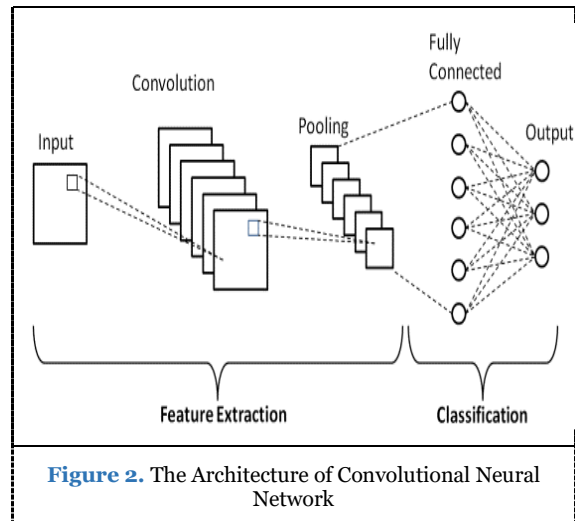 Fully
Connected
Convolution
Pooling
Input
Output
Feature Extraction
Classification
Figure 2. The Architecture of Convolutional Neural
Network